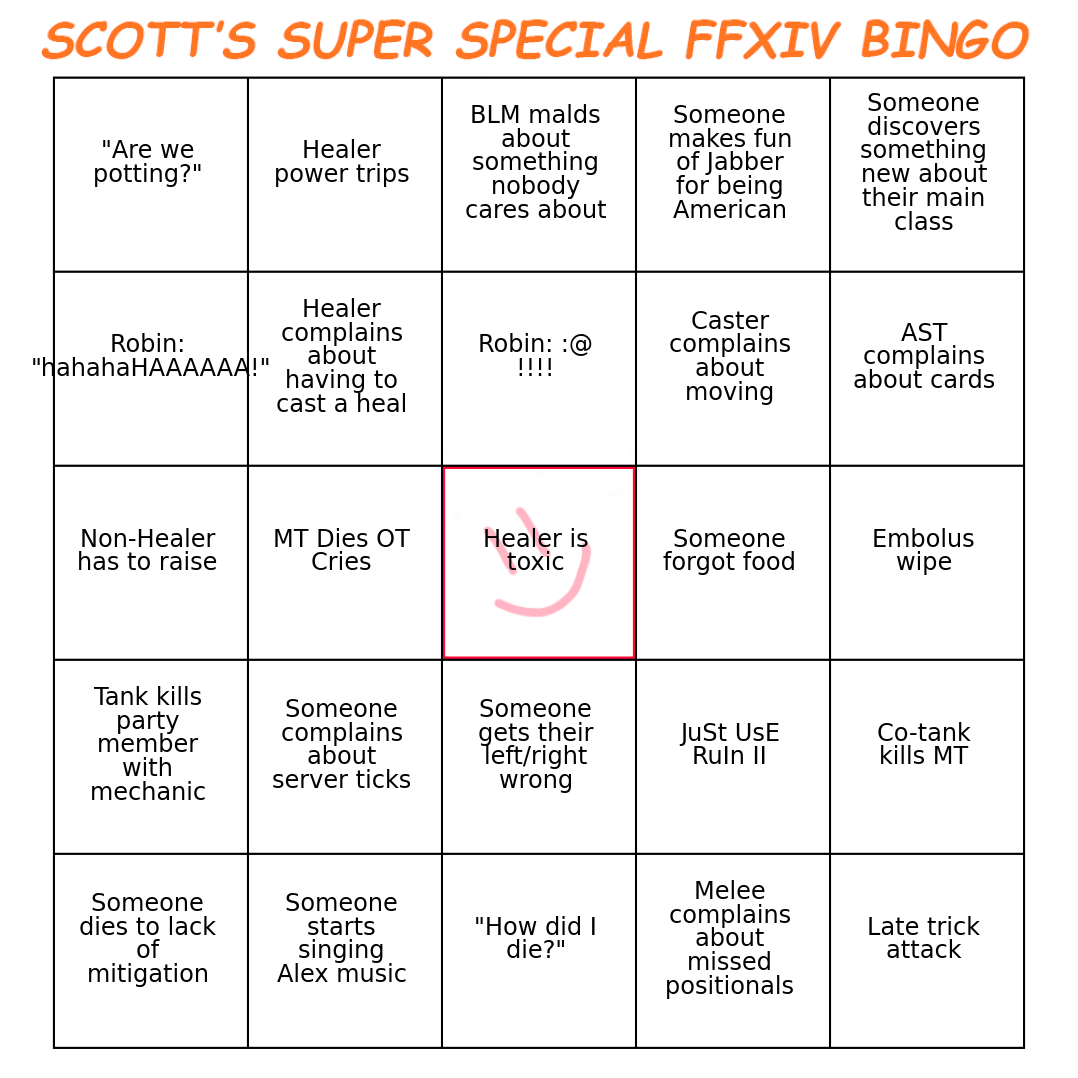 SCOTT'S SUPER SPECIAL FFXIV BINGO
"Are we
potting?"
Healer
power trips
BLM malds
about
something
nobody
cares about
Someone
makes fun
of Jabber
for being
American
Someone
discovers
something
new about
their main
class
Robin:
"hahahaHAAAAAA!"
Healer
complains
about
having to
cast a heal
Robin: :@
!!!!
Caster
complains
about
moving
AST
complains
about cards
Non-Healer
has to raise
MT Dies OT
Cries
Healer is
toxic
Someone
forgot food
Embolus
wipe
Tank kills
party
member
with
mechanic
Someone
complains
about
server ticks
Someone
gets their
left/right
wrong
JuSt UsE
RuIn II
Co-tank
kills MT
Someone
dies to lack
of
mitigation
Someone
starts
singing
Alex music
"How did I
die?"
Melee
complains
about
missed
positionals
Late trick
attack